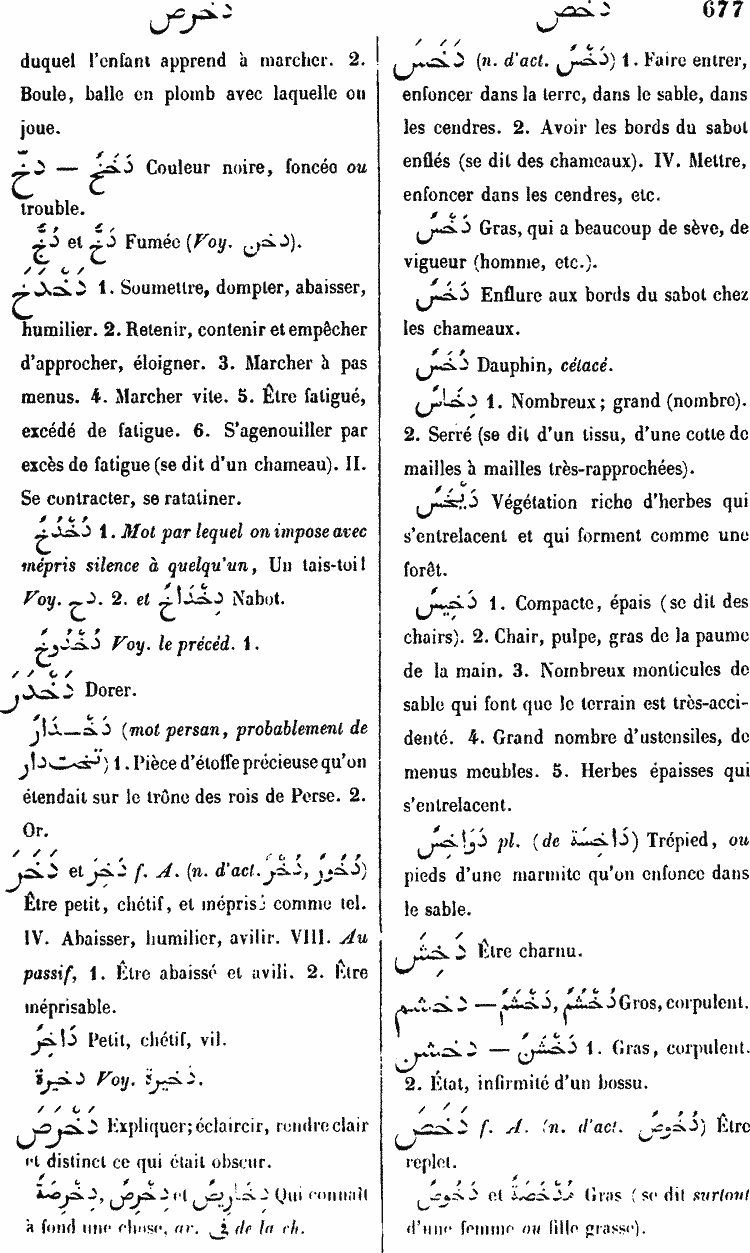 دخرص
دخص
677
duquel l'enfant apprend à marcher. 2.
Boule, balle en plomb avec laquelle on
joue.
دخّ — دَخَخٌ Couleur noire, foncée ou
trouble.
دُخٌّ et دَخٌّ Fumée (Voy. دخن).
دَخْدَخَ 1. Soumettre, dompter, abaisser,
humilier. 2. Retenir, contenir et empêcher
d'approcher, éloigner. 3. Marcher à pas
menus. 4. Marcher vite. 5. Être fatigué,
excédé de fatigue. 6. S'agenouiller par
excès de fatigue (se dit d'un chameau). II.
Se contracter, se ratatiner.
دُخْدُخْ 1. Mot par lequel on impose avec
mépris silence à quelqu'un, Un tais-toi!
Voy. دح. 2. et دِخْدَاخٌ Nabot.
دُخْدُوخٌ Voy. le précéd. 1.
دَخْدَرَ Dorer.
دَخْـدَارٌ (mot persan, probablement de
تخت دار) 1. Pièce d'étoffe précieuse qu'on
étendait sur le trône des rois de Perse. 2.
Or.
دَخَرَ et دَخِرَ f. A. (n. d'act. دَخَرٌ, دُخُورٌ)
Être petit, chétif, et méprisé comme tel.
IV. Abaisser, humilier, avilir. VIII. Au
passif, 1. Être abaissé et avili. 2. Être
méprisable.
دَاخِرٌ Petit, chétif, vil.
دخيرة Voy. ذخيرة.
دَخْرَصَ Expliquer; éclaircir, rendre clair
et distinct ce qui était obscur.
دِخْرِصَةٌ, دِخْرِصٌ et دِخْرِيصٌ Qui connaît
à fond une chose, av. فى de la ch.
دَخَسَ (n. d'act. دَخْسٌ) 1. Faire entrer,
enfoncer dans la terre, dans le sable, dans
les cendres. 2. Avoir les bords du sabot
enflés (se dit des chameaux). IV. Mettre,
enfoncer dans les cendres, etc.
دَخْسٌ Gras, qui a beaucoup de sève, de
vigueur (homme, etc.).
دَخَسٌ Enflure aux bords du sabot chez
les chameaux.
دُخَسٌ Dauphin, cétacé.
دِخَاسٌ 1. Nombreux; grand (nombre).
2. Serré (se dit d'un tissu, d'une cotte de
mailles à mailles très-rapprochées).
دَيْخَسٌ Végétation riche d'herbes qui
s'entrelacent et qui forment comme une
forêt.
دَخِيسٌ 1. Compacte, épais (se dit des
chairs). 2. Chair, pulpe, gras de la paume
de la main. 3. Nombreux monticules de
sable qui font que le terrain est très-acci-
denté. 4. Grand nombre d'ustensiles, de
menus meubles. 5. Herbes épaisses qui
s'entrelacent.
دَوَاخِسُ pl. (de دَاخِسَة) Trépied, ou
pieds d'une marmite qu'on enfonce dans
le sable.
دَخِشَ Être charnu.
دخشم — دَخْشَمٌ, دُخْشُمٌ Gros, corpulent.
دخشن — دَخْشَنٌ 1. Gras, corpulent.
2. État, infirmité d'un bossu.
دَخَصَ f. A. (n. d'act. دُخُوصٌ) Être
replet.
دَخُوصٌ et مُدْخَصَةٌ Gras (se dit surtout
d'une femme ou fille grasse).